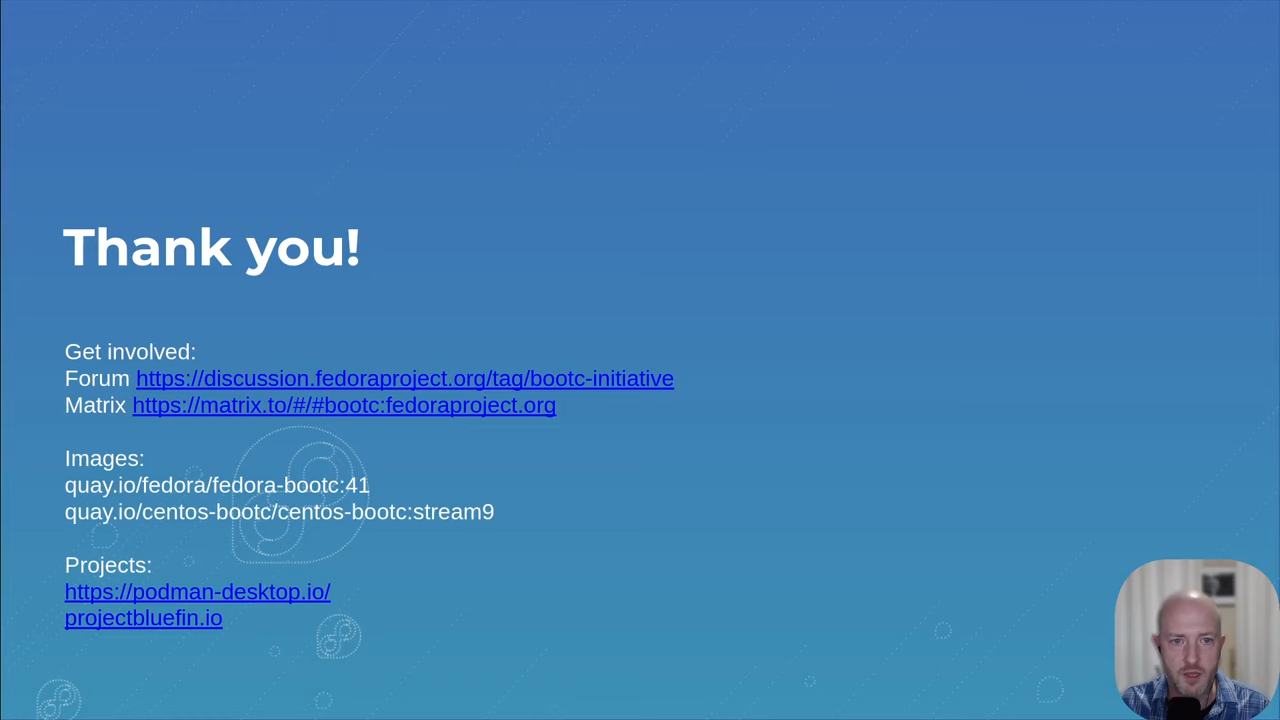 Thank you!
Get involved:
Forum https://discussion.fedoraproject.org/tag/bootc-initiative
Matrix https://matrix.to/#/#bootc:fedoraproject.org
Images:
quay.io/fedora/fedora-bootc:41
quay.io/centos-bootc/centos-bootc:stream9
Projects:
https://podman-desktop.io/
projectbluefin.io